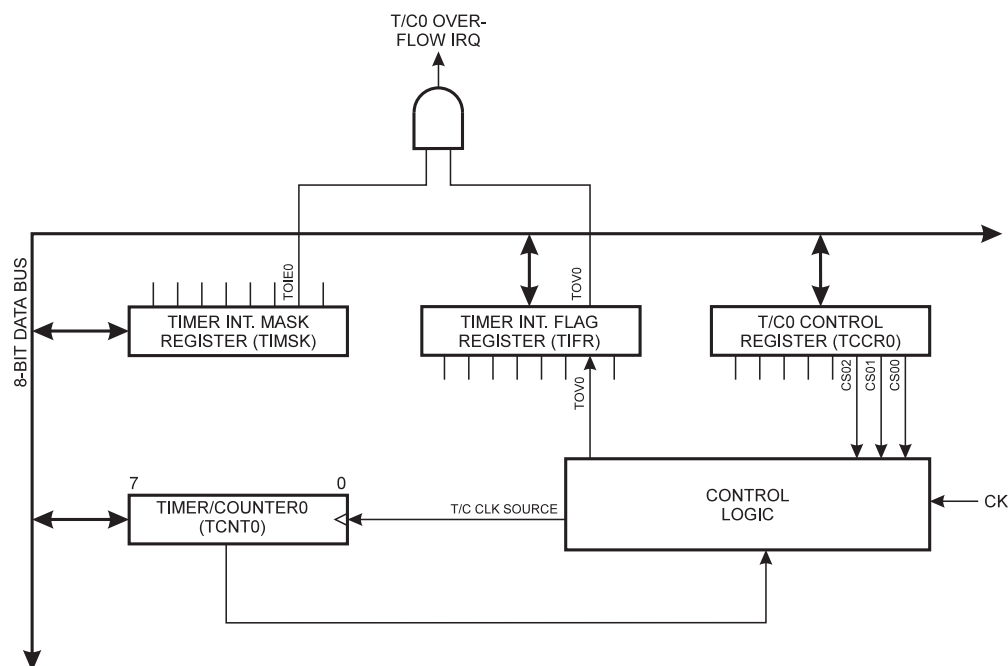 T/C0 OVER-
FLOW IRQ
TOIE0
TOV0
8-BIT DATA BUS
TIMER INT. MASK
REGISTER (TIMSK)
TIMER INT. FLAG
REGISTER (TIFR)
T/C0 CONTROL
REGISTER (TCCR0)
TOV0
CS02
CS01
CS00
7
0
TIMER/COUNTER0
(TCNT0)
T/C CLK SOURCE
CONTROL
LOGIC
CK